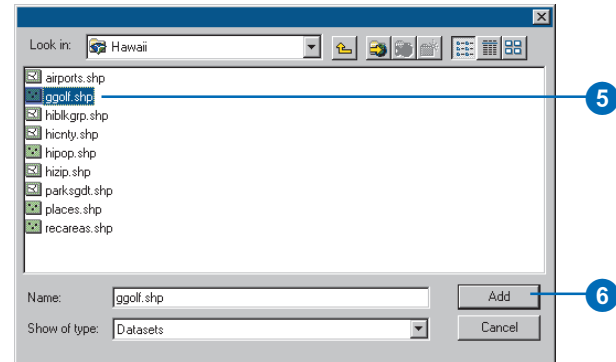 Look in:
Hawaii
airports.shp
ggolf.shp
5
hiblkgrp.shp
hicnty.shp
hipop.shp
hizip.shp
parksgdt.shp
places.shp
recareas.shp
Name:
ggolf.shp
Add
6
Show of type:
Datasets
Cancel